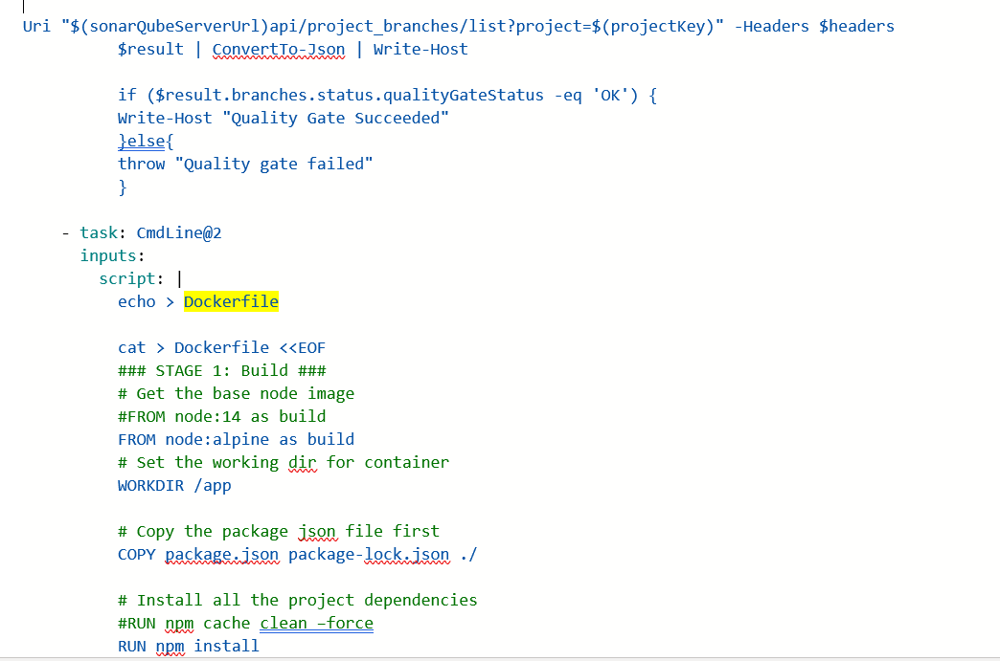 Uri "$(sonarQubeServerUrl)api/project_branches/list?project=$(projectKey)" -Headers $headers
$result | ConvertTo-Json | Write-Host
if ($result.branches.status.qualityGateStatus -eq 'OK') {
Write-Host "Quality Gate Succeeded"
}else{
throw "Quality gate failed"
}
- task: CmdLine@2
inputs:
script: |
echo > Dockerfile
cat > Dockerfile <<EOF
### STAGE 1: Build ###
# Get the base node image
#FROM node:14 as build
FROM node:alpine as build
# Set the working dir for container
WORKDIR /app
# Copy the package json file first
COPY package.json package-lock.json ./
# Install all the project dependencies
#RUN npm cache clean –force
RUN npm install